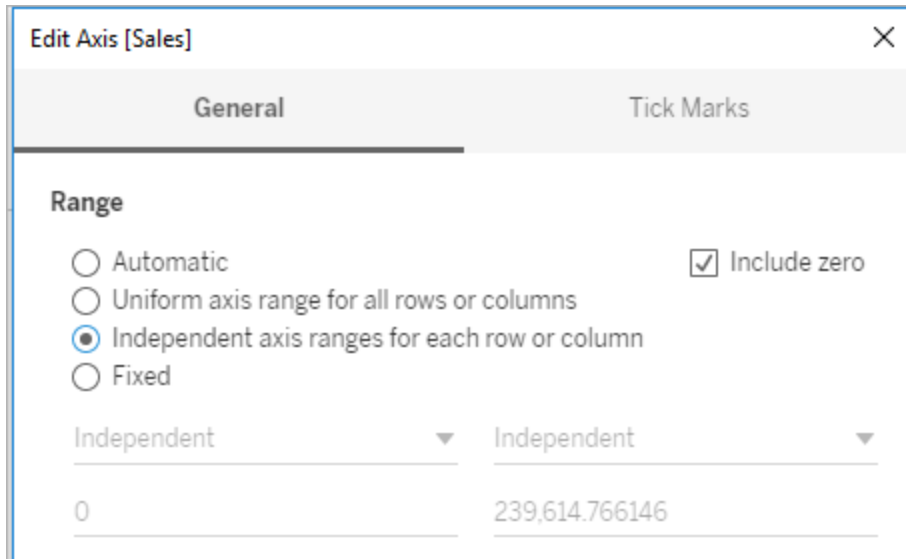 Edit Axis [Sales]
General Tick Marks
Range
Automatic Include zero
Uniform axis range for all rows or columns
Independent axis ranges for each row or column
Fixed
Independent Independent
0 239,614.766146